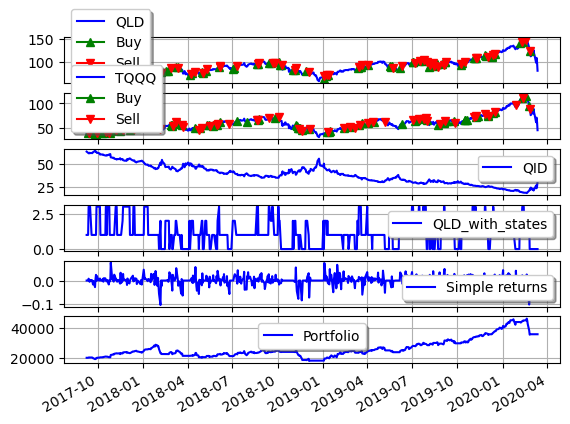 QLD
Buy
Sell
150
100
TQQQ
Buy
Sell
100
50
QID
50
25
QLD_with_states
2.5
0.0
Simple returns
0.0
−0.1
Portfolio
40000
20000
2017-10
2018-01
2018-04
2018-07
2018-10
2019-01
2019-04
2019-07
2019-10
2020-01
2020-04